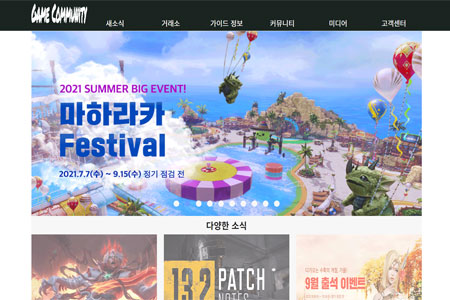 GAME COMMUNITY
새소식 거래소 가이드 정보 커뮤니티 미디어 고객센터
2021 SUMMER BIG EVENT!
마하라카
Festival
2021.7.7(수) ~ 9.15(수) 정기 점검 전
다양한 소식
13.2 PATCH
NOTES
9월 출석 이벤트